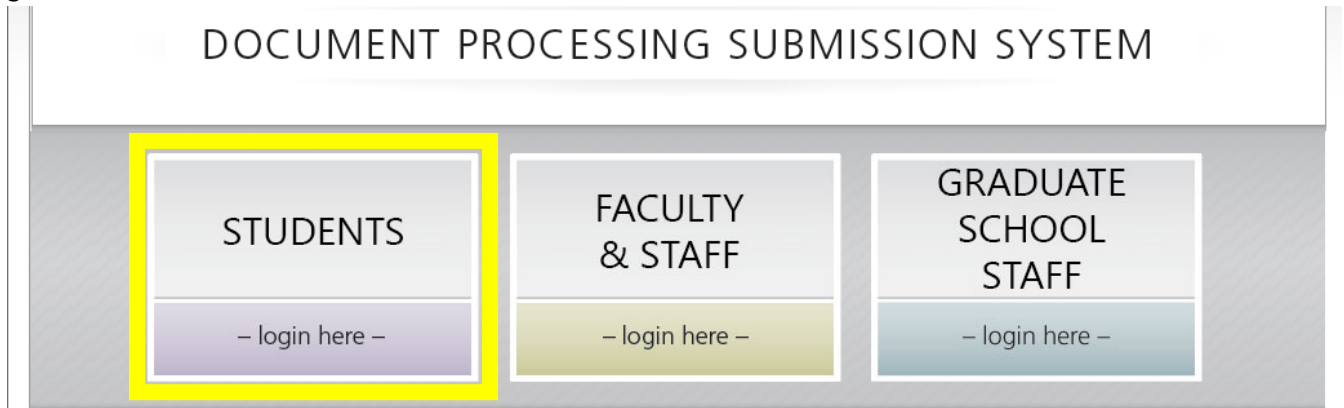 DOCUMENT PROCESSING SUBMISSION SYSTEM
STUDENTS
– login here –
FACULTY
& STAFF
– login here –
GRADUATE
SCHOOL
STAFF
– login here –